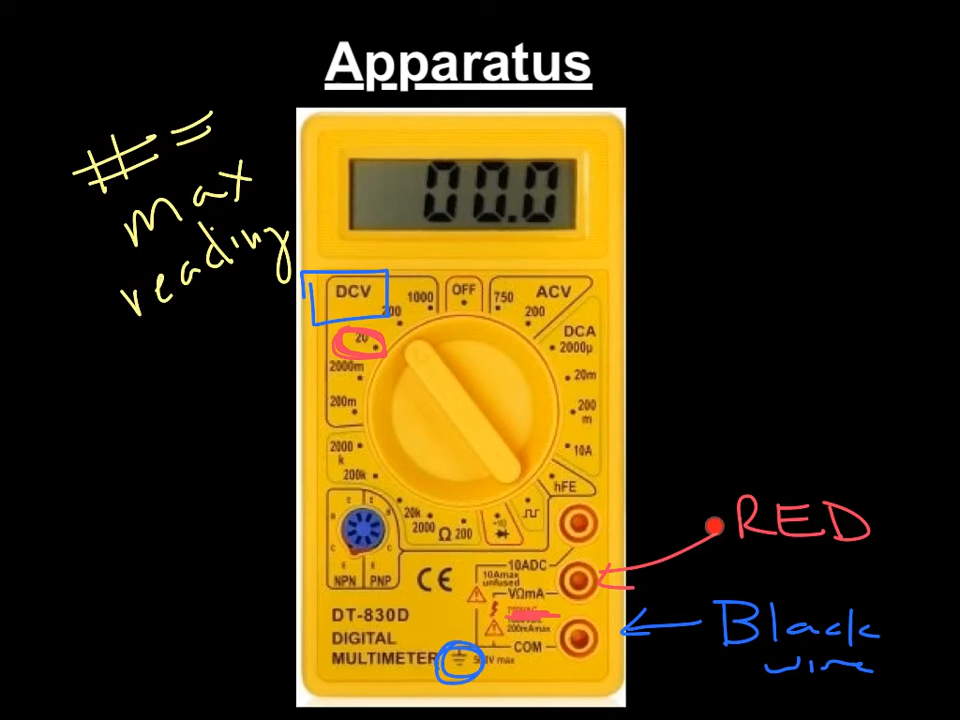 Apparatus
# =
max
reading
00.0
DCV
200
1000
OFF
750
ACV
200
20
2000m
200m
DCA
2000µ
20m
200
m
10A
2000
k
200k
hFE
20k
2000
Ω
200
C E
B
C
E
NPN PNP
CE
10ADC
10Amax
unfused
VΩmA
200mAmax
COM
max
DT-830D
DIGITAL
MULTIMETER
RED
Black
wire